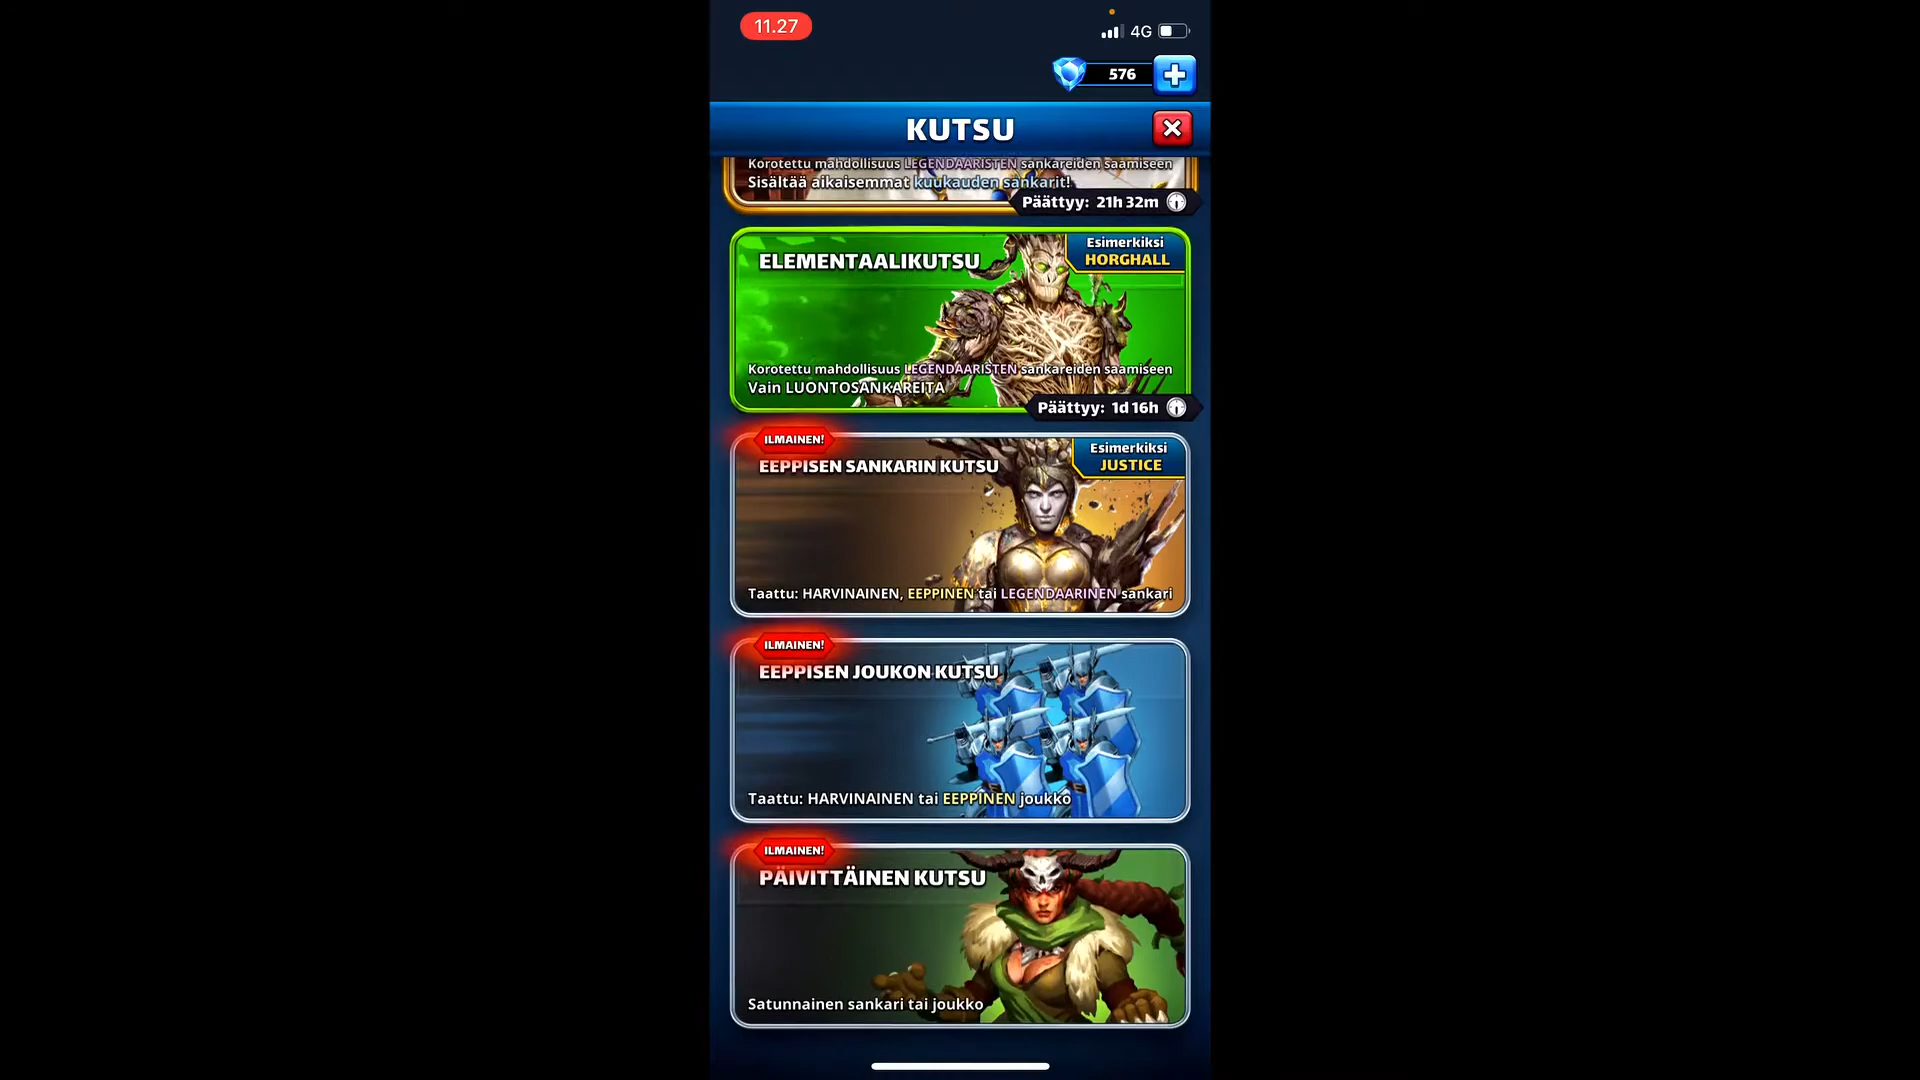 11.27
4G
576
KUTSU
Korotettu mahdollisuus LEGENDAARISTEN sankareiden saamiseen
Sisältää aikaisemmat kuukauden sankarit!
Päättyy: 21h 32m
Esimerkiksi
HORGHALL
ELEMENTAALIKUTSU
Korotettu mahdollisuus LEGENDAARISTEN sankareiden saamiseen
Vain LUONTOSANKAREITA
Päättyy: 1d 16h
ILMAINEN!
Esimerkiksi
JUSTICE
EEPPISEN SANKARIN KUTSU
Taattu: HARVINAINEN, EEPPINEN tai LEGENDAARINEN sankari
ILMAINEN!
EEPPISEN JOUKON KUTSU
Taattu: HARVINAINEN tai EEPPINEN joukko
ILMAINEN!
PÄIVITTÄINEN KUTSU
Satunnainen sankari tai joukko